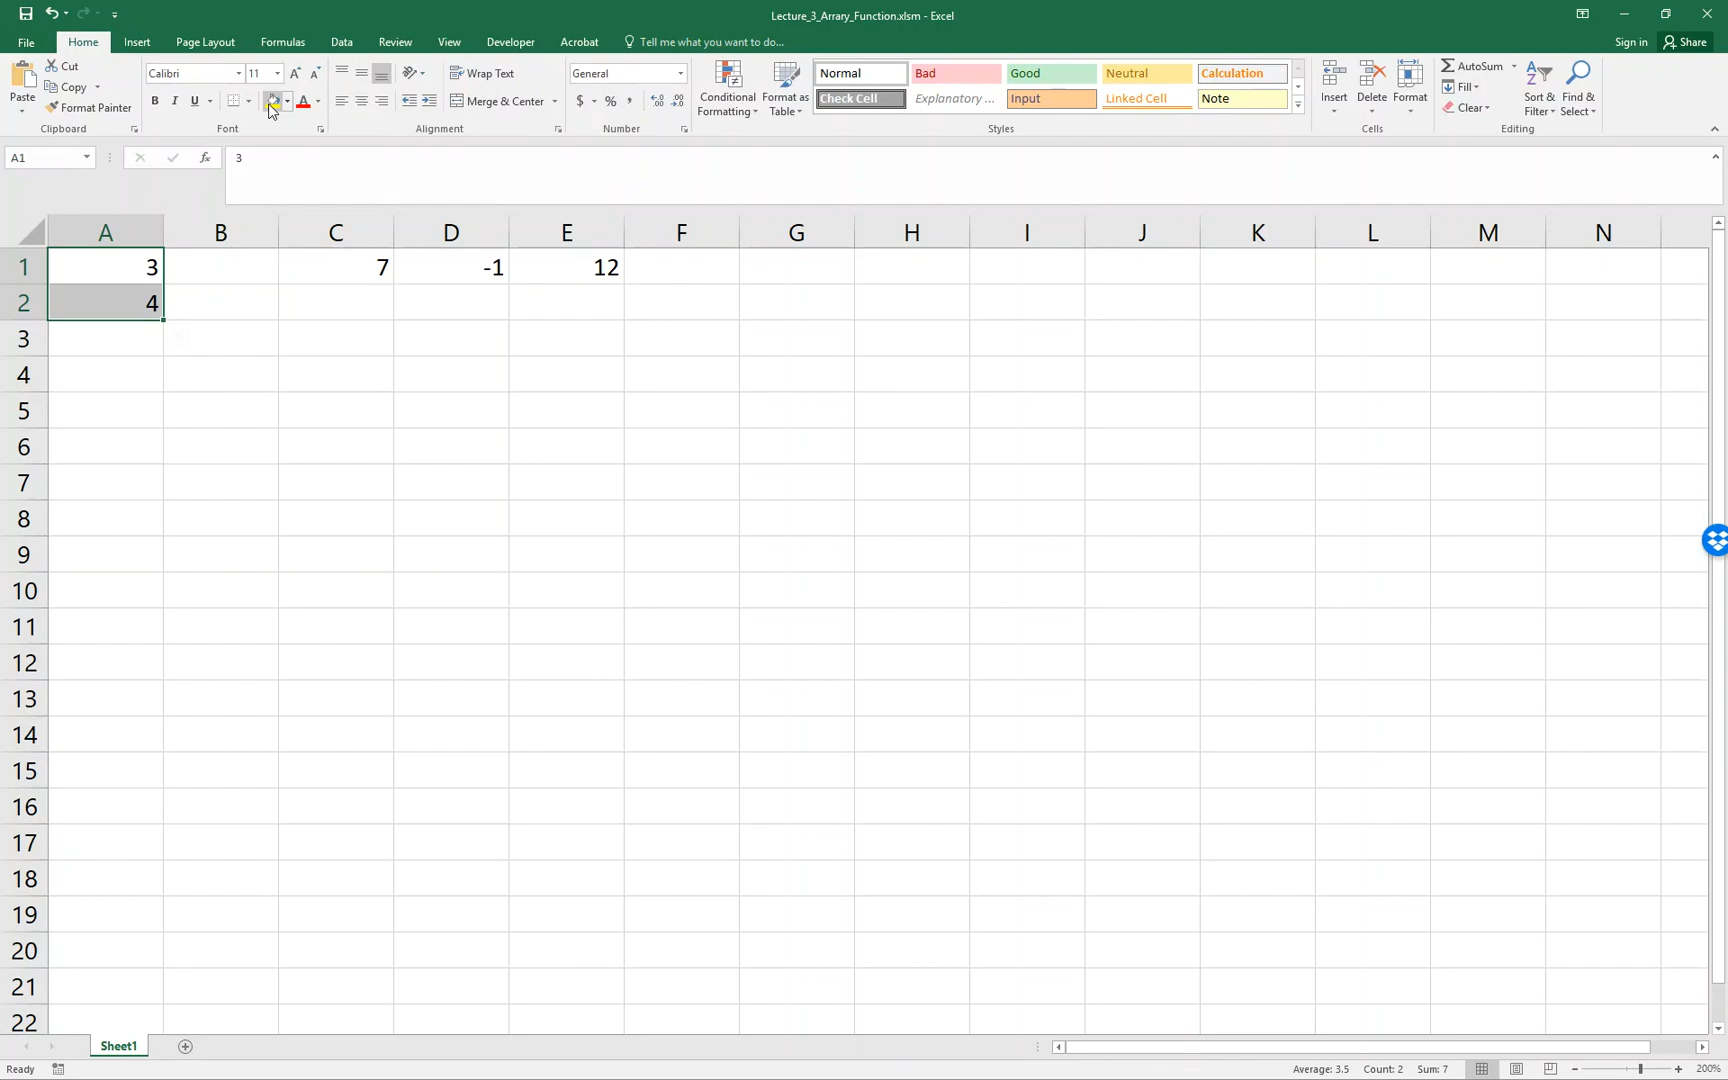 Lecture_3_Arrary_Function.xlsm - Excel
File Home Insert Page Layout Formulas Data Review View Developer Acrobat Tell me what you want to do... Sign in Share
Paste
Cut
Copy
Format Painter
Clipboard
Calibri 11
B I U A
Font
Wrap Text
Merge & Center
Alignment
General
$ % ,
Number
Conditional Formatting
Format as Table
Normal Bad Good Neutral Calculation
Check Cell Explanatory ... Input Linked Cell Note
Styles
Insert Delete Format
Cells
AutoSum
Fill
Clear
Sort & Filter
Find & Select
Editing
A1 fx 3
A B C D E F G H I J K L M N
1 3 7 -1 12
2 4
3
4
5
6
7
8
9
10
11
12
13
14
15
16
17
18
19
20
21
22
Sheet1
Ready Average: 3.5 Count: 2 Sum: 7 200%